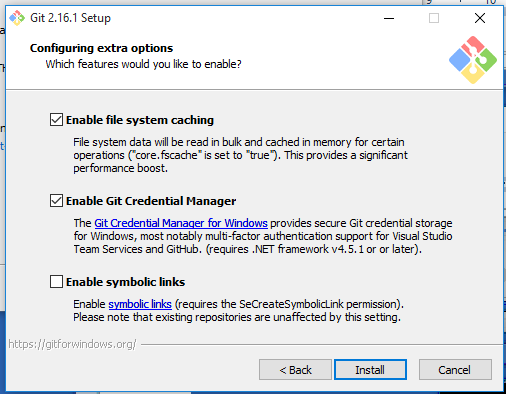 Git 2.16.1 Setup
Configuring extra options
Which features would you like to enable?
Enable file system caching
File system data will be read in bulk and cached in memory for certain
operations ("core.fscache" is set to "true"). This provides a significant
performance boost.
Enable Git Credential Manager
The Git Credential Manager for Windows provides secure Git credential storage
for Windows, most notably multi-factor authentication support for Visual Studio
Team Services and GitHub. (requires .NET framework v4.5.1 or or later).
Enable symbolic links
Enable symbolic links (requires the SeCreateSymbolicLink permission).
Please note that existing repositories are unaffected by this setting.
https://gitforwindows.org/
< Back Install Cancel